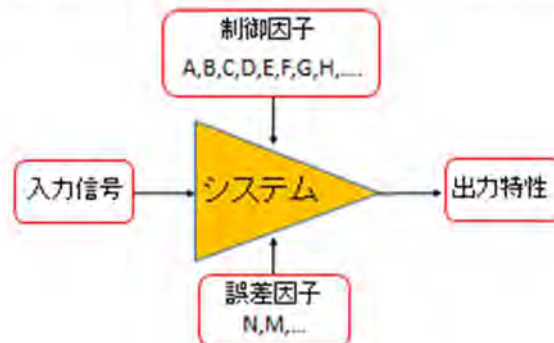 制御因子
A,B,C,D,E,F,G,H,....
入力信号
システム
出力特性
誤差因子
N,M,...